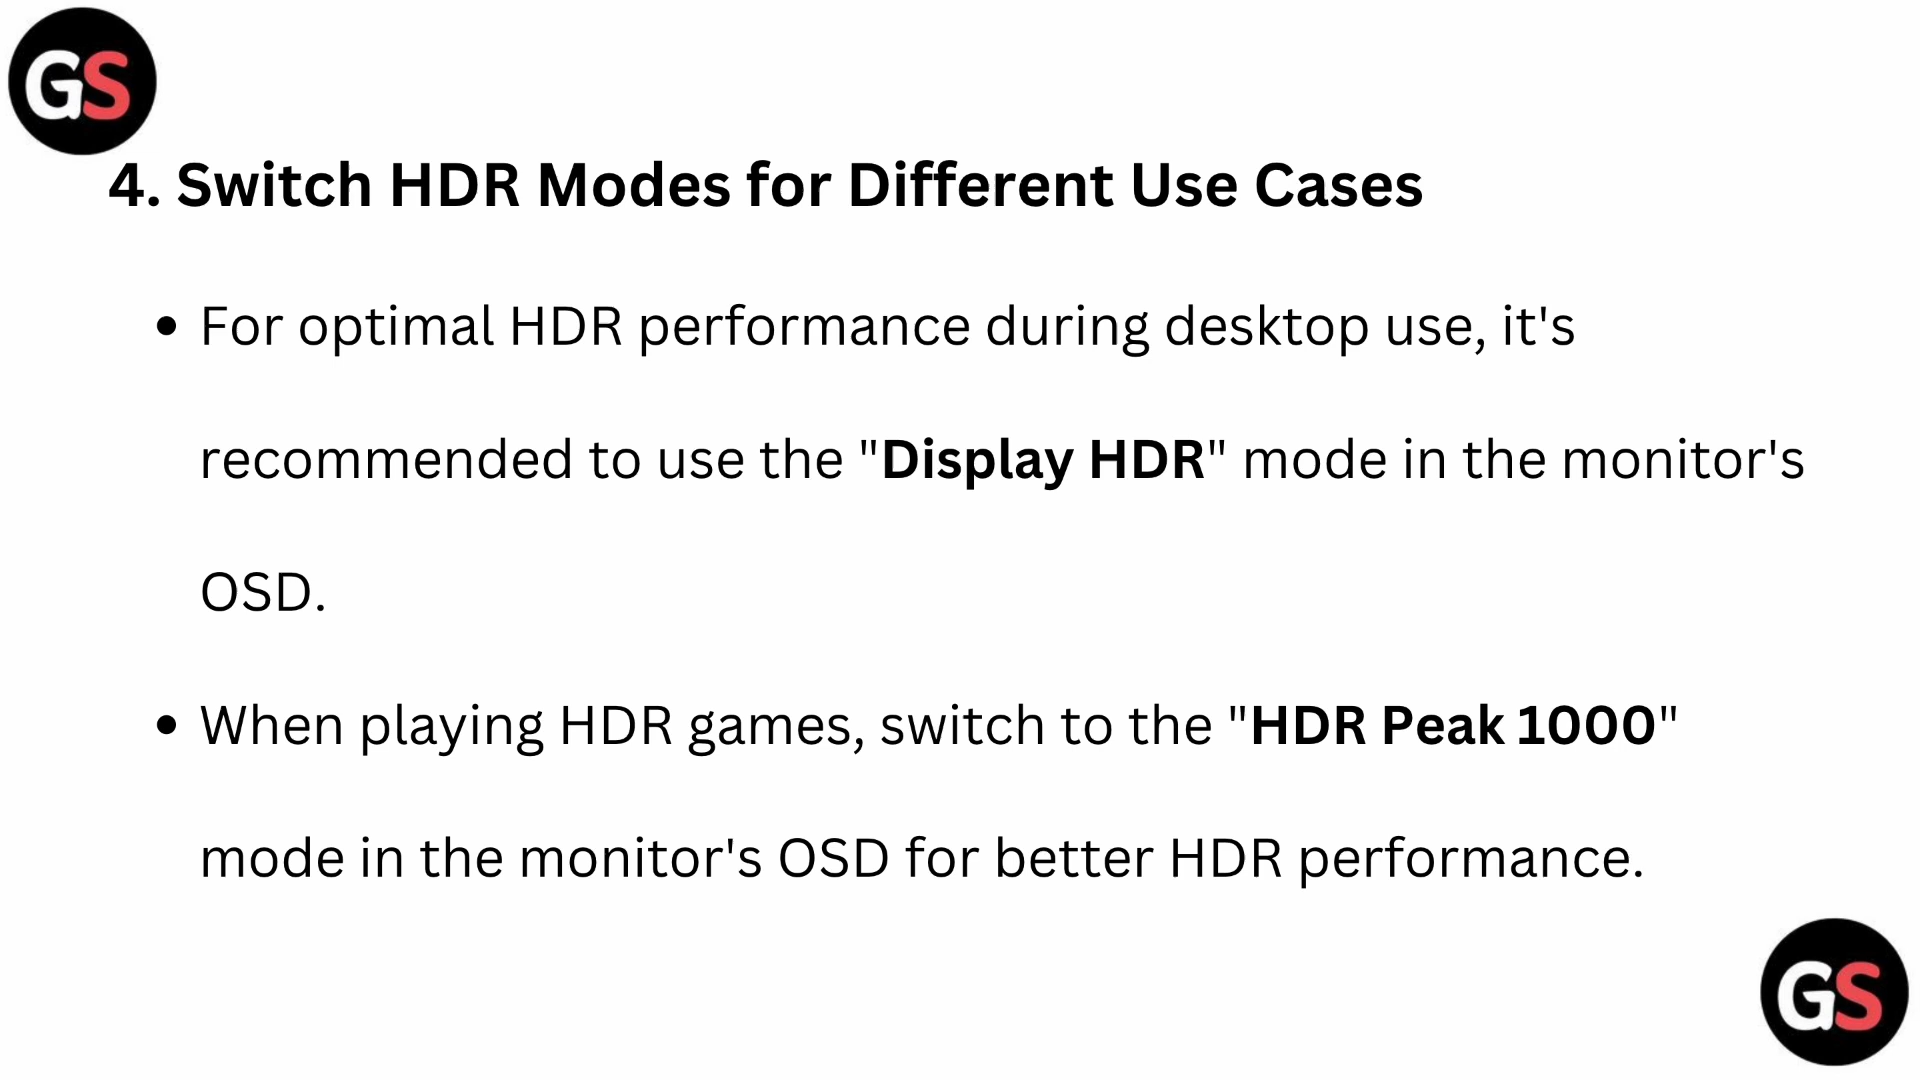 GS
4. Switch HDR Modes for Different Use Cases
• For optimal HDR performance during desktop use, it's
recommended to use the "Display HDR" mode in the monitor's
OSD.
• When playing HDR games, switch to the "HDR Peak 1000"
mode in the monitor's OSD for better HDR performance.
GS